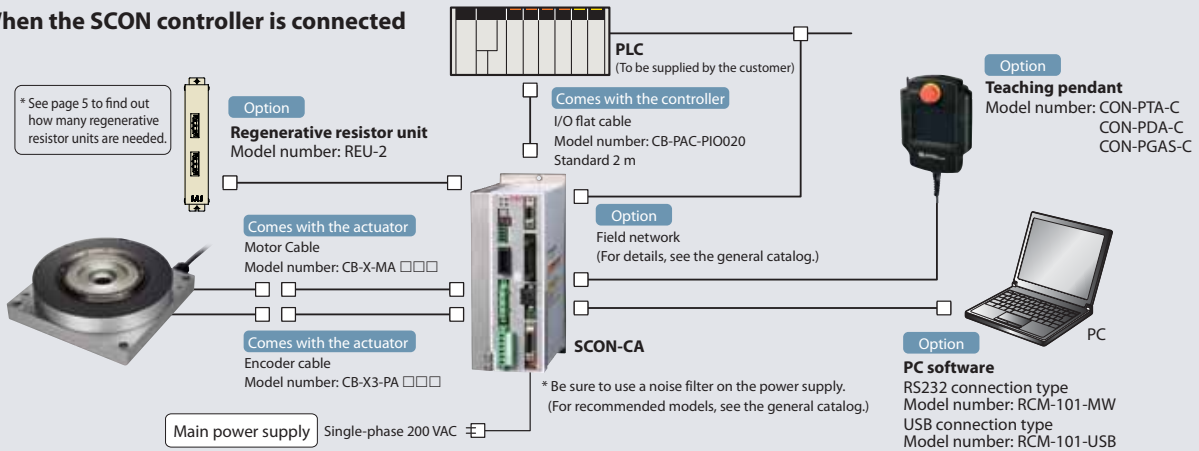 When the SCON controller is connected
PLC
(To be supplied by the customer)
Option
Teaching pendant
Model number: CON-PTA-C
CON-PDA-C
CON-PGAS-C
* See page 5 to find out
how many regenerative
resistor units are needed.
Option
Regenerative resistor unit
Model number: REU-2
Comes with the controller
I/O flat cable
Model number: CB-PAC-PIO020
Standard 2 m
Comes with the actuator
Motor Cable
Model number: CB-X-MA □□□
Option
Field network
(For details, see the general catalog.)
Comes with the actuator
Encoder cable
Model number: CB-X3-PA □□□
SCON-CA
* Be sure to use a noise filter on the power supply.
(For recommended models, see the general catalog.)
Main power supply
Single-phase 200 VAC
PC
Option
PC software
RS232 connection type
Model number: RCM-101-MW
USB connection type
Model number: RCM-101-USB